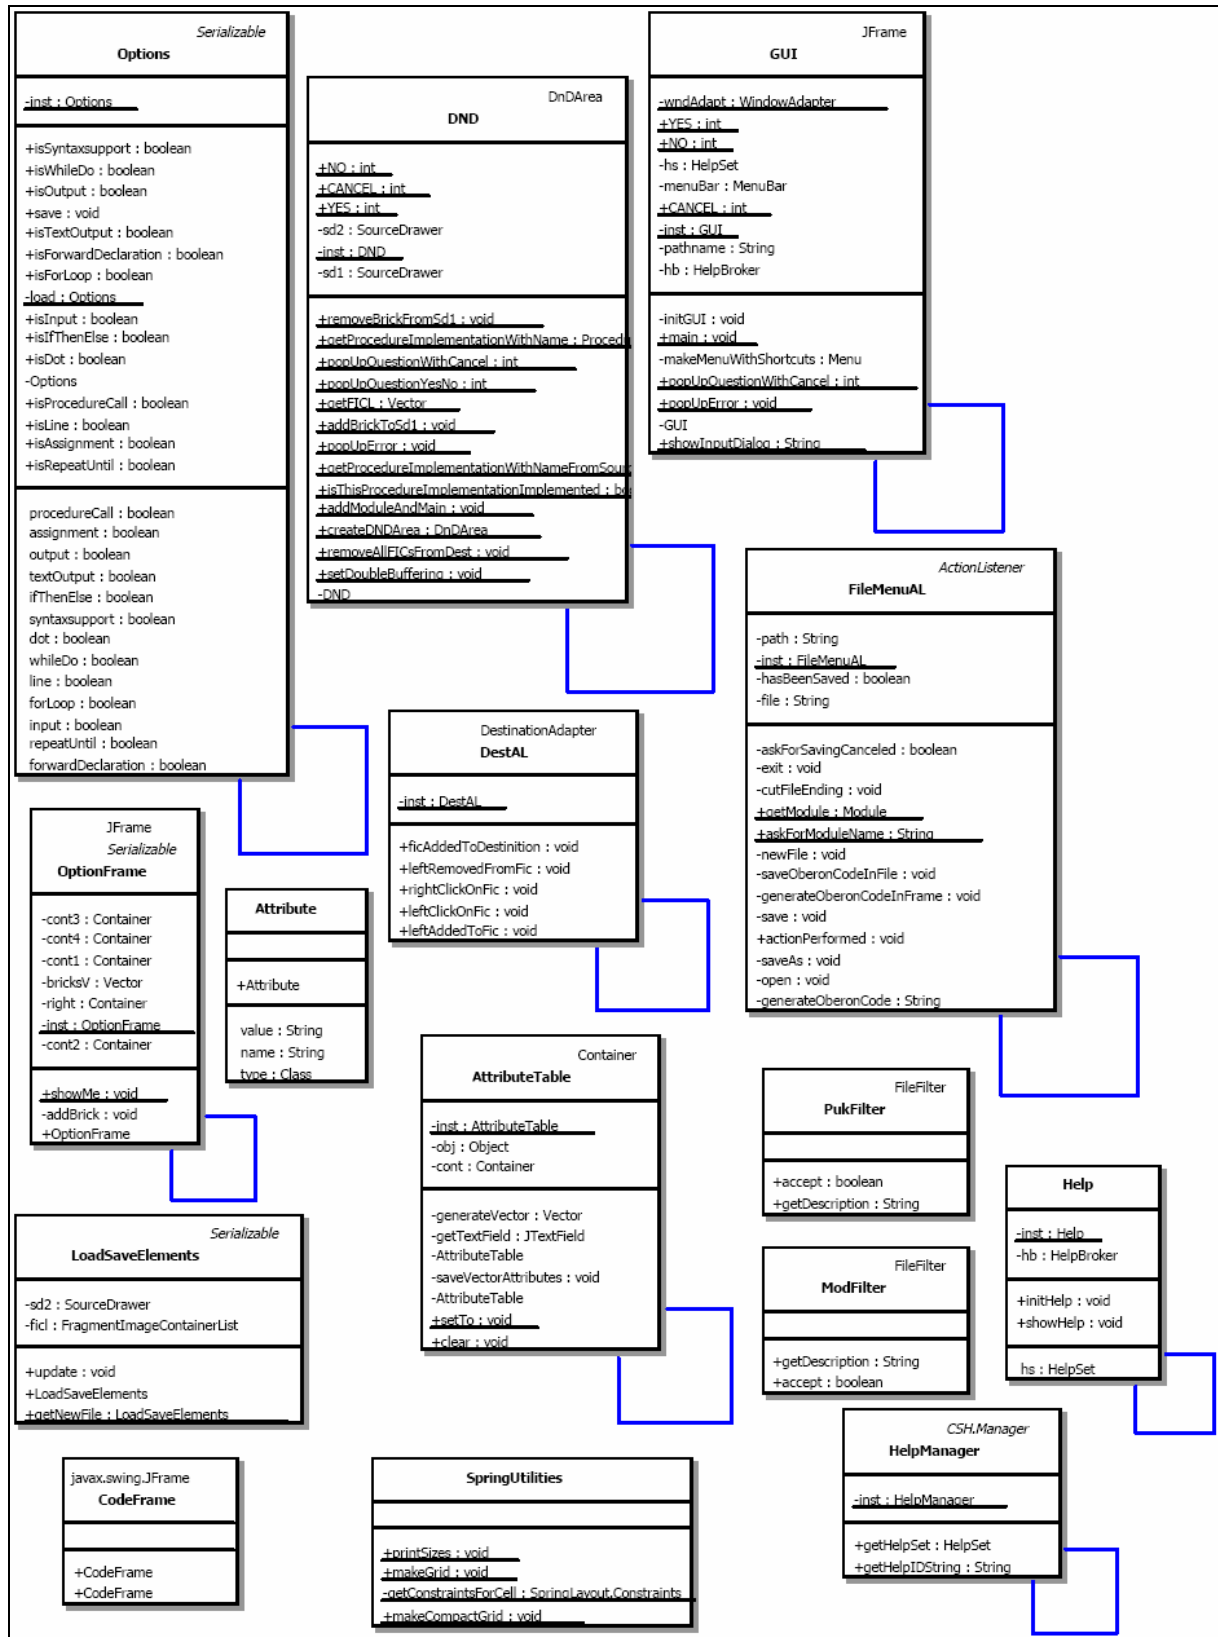 Serializable
Options
-inst : Options
+isSyntaxsupport : boolean
+isWhileDo : boolean
+isOutput : boolean
+save : void
+isTextOutput : boolean
+isForwardDeclaration : boolean
+isForLoop : boolean
-load : Options
+isInput : boolean
+isIfThenElse : boolean
+isDot : boolean
-Options
+isProcedureCall : boolean
+isLine : boolean
+isAssignment : boolean
+isRepeatUntil : boolean
procedureCall : boolean
assignment : boolean
output : boolean
textOutput : boolean
ifThenElse : boolean
syntaxsupport : boolean
dot : boolean
whileDo : boolean
line : boolean
forLoop : boolean
input : boolean
repeatUntil : boolean
forwardDeclaration : boolean
DnDArea
DND
+NO : int
+CANCEL : int
+YES : int
-sd2 : SourceDrawer
-inst : DND
-sd1 : SourceDrawer
+removeBrickFromSd1 : void
+getProcedureImplementationWithName : Procedu
+popUpQuestionWithCancel : int
+popUpQuestionYesNo : int
+getFICL : Vector
+addBrickToSd1 : void
+popUpError : void
+getProcedureImplementationWithNameFromSour
+isThisProcedureImplementationImplemented : bo
+addModuleAndMain : void
+createDNDArea : DnDArea
+removeAllFICsFromDest : void
+setDoubleBuffering : void
-DND
JFrame
GUI
-wndAdapt : WindowAdapter
+YES : int
+NO : int
-hs : HelpSet
-menuBar : MenuBar
+CANCEL : int
-inst : GUI
-pathname : String
-hb : HelpBroker
-initGUI : void
+main : void
-makeMenuWithShortcuts : Menu
+popUpQuestionWithCancel : int
+popUpError : void
-GUI
+showInputDialog : String
ActionListener
FileMenuAL
-path : String
-inst : FileMenuAL
-hasBeenSaved : boolean
-file : String
-askForSavingCanceled : boolean
-exit : void
-cutFileEnding : void
+getModule : Module
+askForModuleName : String
-newFile : void
-saveOberonCodeInFile : void
-generateOberonCodeInFrame : void
-save : void
+actionPerformed : void
-saveAs : void
-open : void
-generateOberonCode : String
DestinationAdapter
DestAL
-inst : DestAL
+ficAddedToDestinition : void
+leftRemovedFromFic : void
+rightClickOnFic : void
+leftClickOnFic : void
+leftAddedToFic : void
JFrame
Serializable
OptionFrame
-cont3 : Container
-cont4 : Container
-cont1 : Container
-bricksV : Vector
-right : Container
-inst : OptionFrame
-cont2 : Container
+showMe : void
-addBrick : void
+OptionFrame
Attribute
+Attribute
value : String
name : String
type : Class
Container
AttributeTable
-inst : AttributeTable
-obj : Object
-cont : Container
-generateVector : Vector
-getTextField : JTextField
-AttributeTable
-saveVectorAttributes : void
-AttributeTable
+setTo : void
+clear : void
FileFilter
PukFilter
+accept : boolean
+getDescription : String
Help
-inst : Help
-hb : HelpBroker
+initHelp : void
+showHelp : void
hs : HelpSet
Serializable
LoadSaveElements
-sd2 : SourceDrawer
-ficl : FragmentImageContainerList
+update : void
+LoadSaveElements
+getNewFile : LoadSaveElements
FileFilter
ModFilter
+getDescription : String
+accept : boolean
CSH.Manager
HelpManager
-inst : HelpManager
+getHelpSet : HelpSet
+getHelpIDString : String
javax.swing.JFrame
CodeFrame
+CodeFrame
+CodeFrame
SpringUtilities
+printSizes : void
+makeGrid : void
-getConstraintsForCell : SpringLayout.Constraints
+makeCompactGrid : void